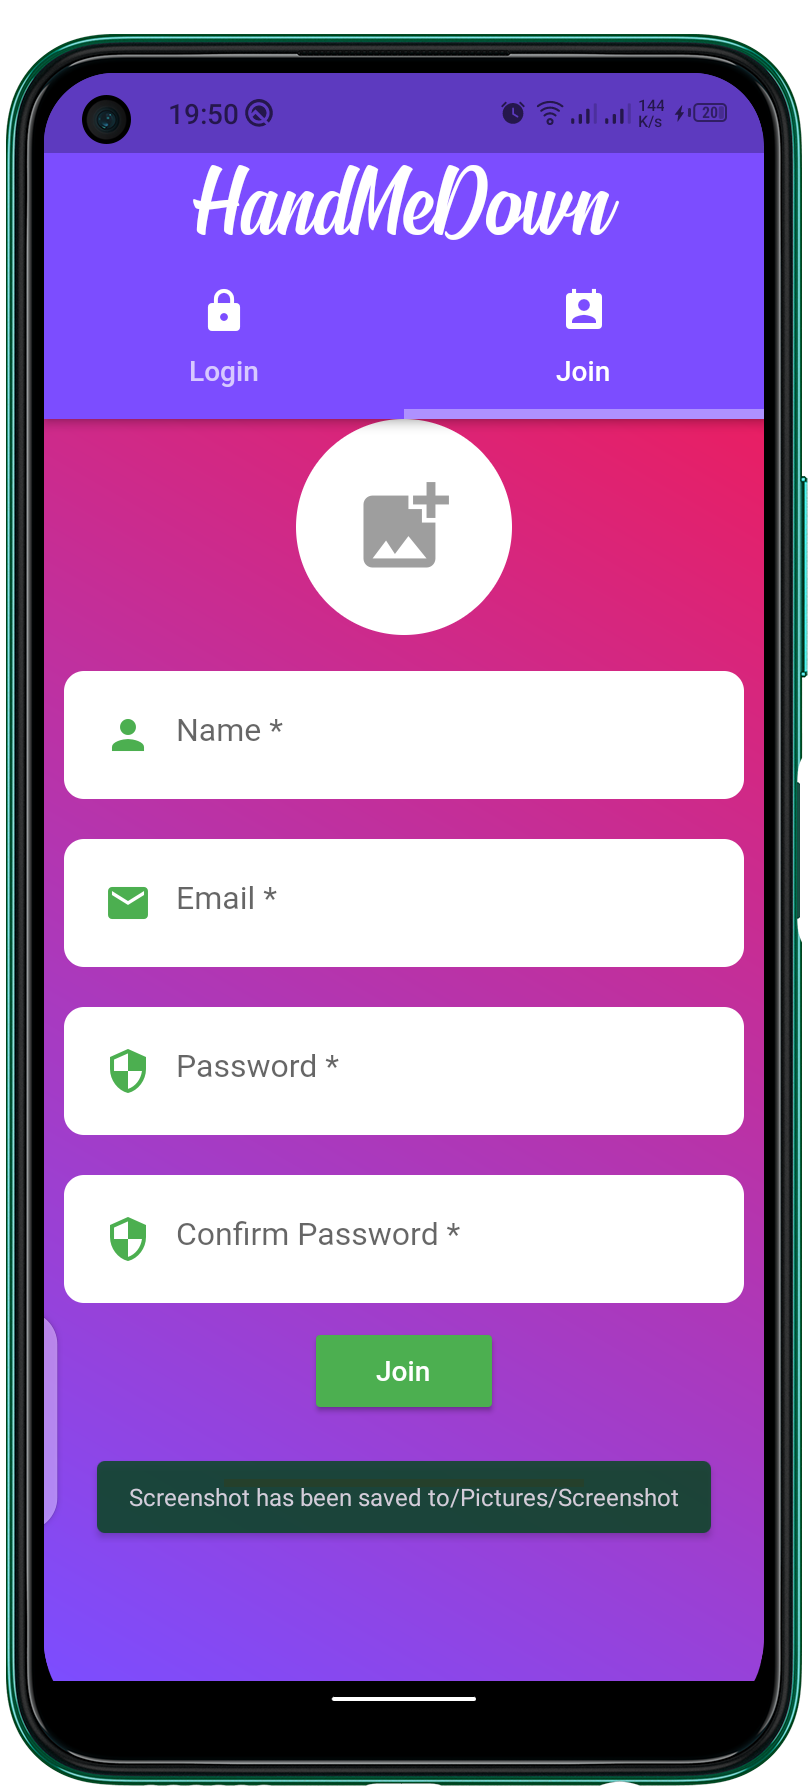 19:50
144
K/s
20
HandMeDown
Login
Join
Name *
Email *
Password *
Confirm Password *
Join
Screenshot has been saved to/Pictures/Screenshot